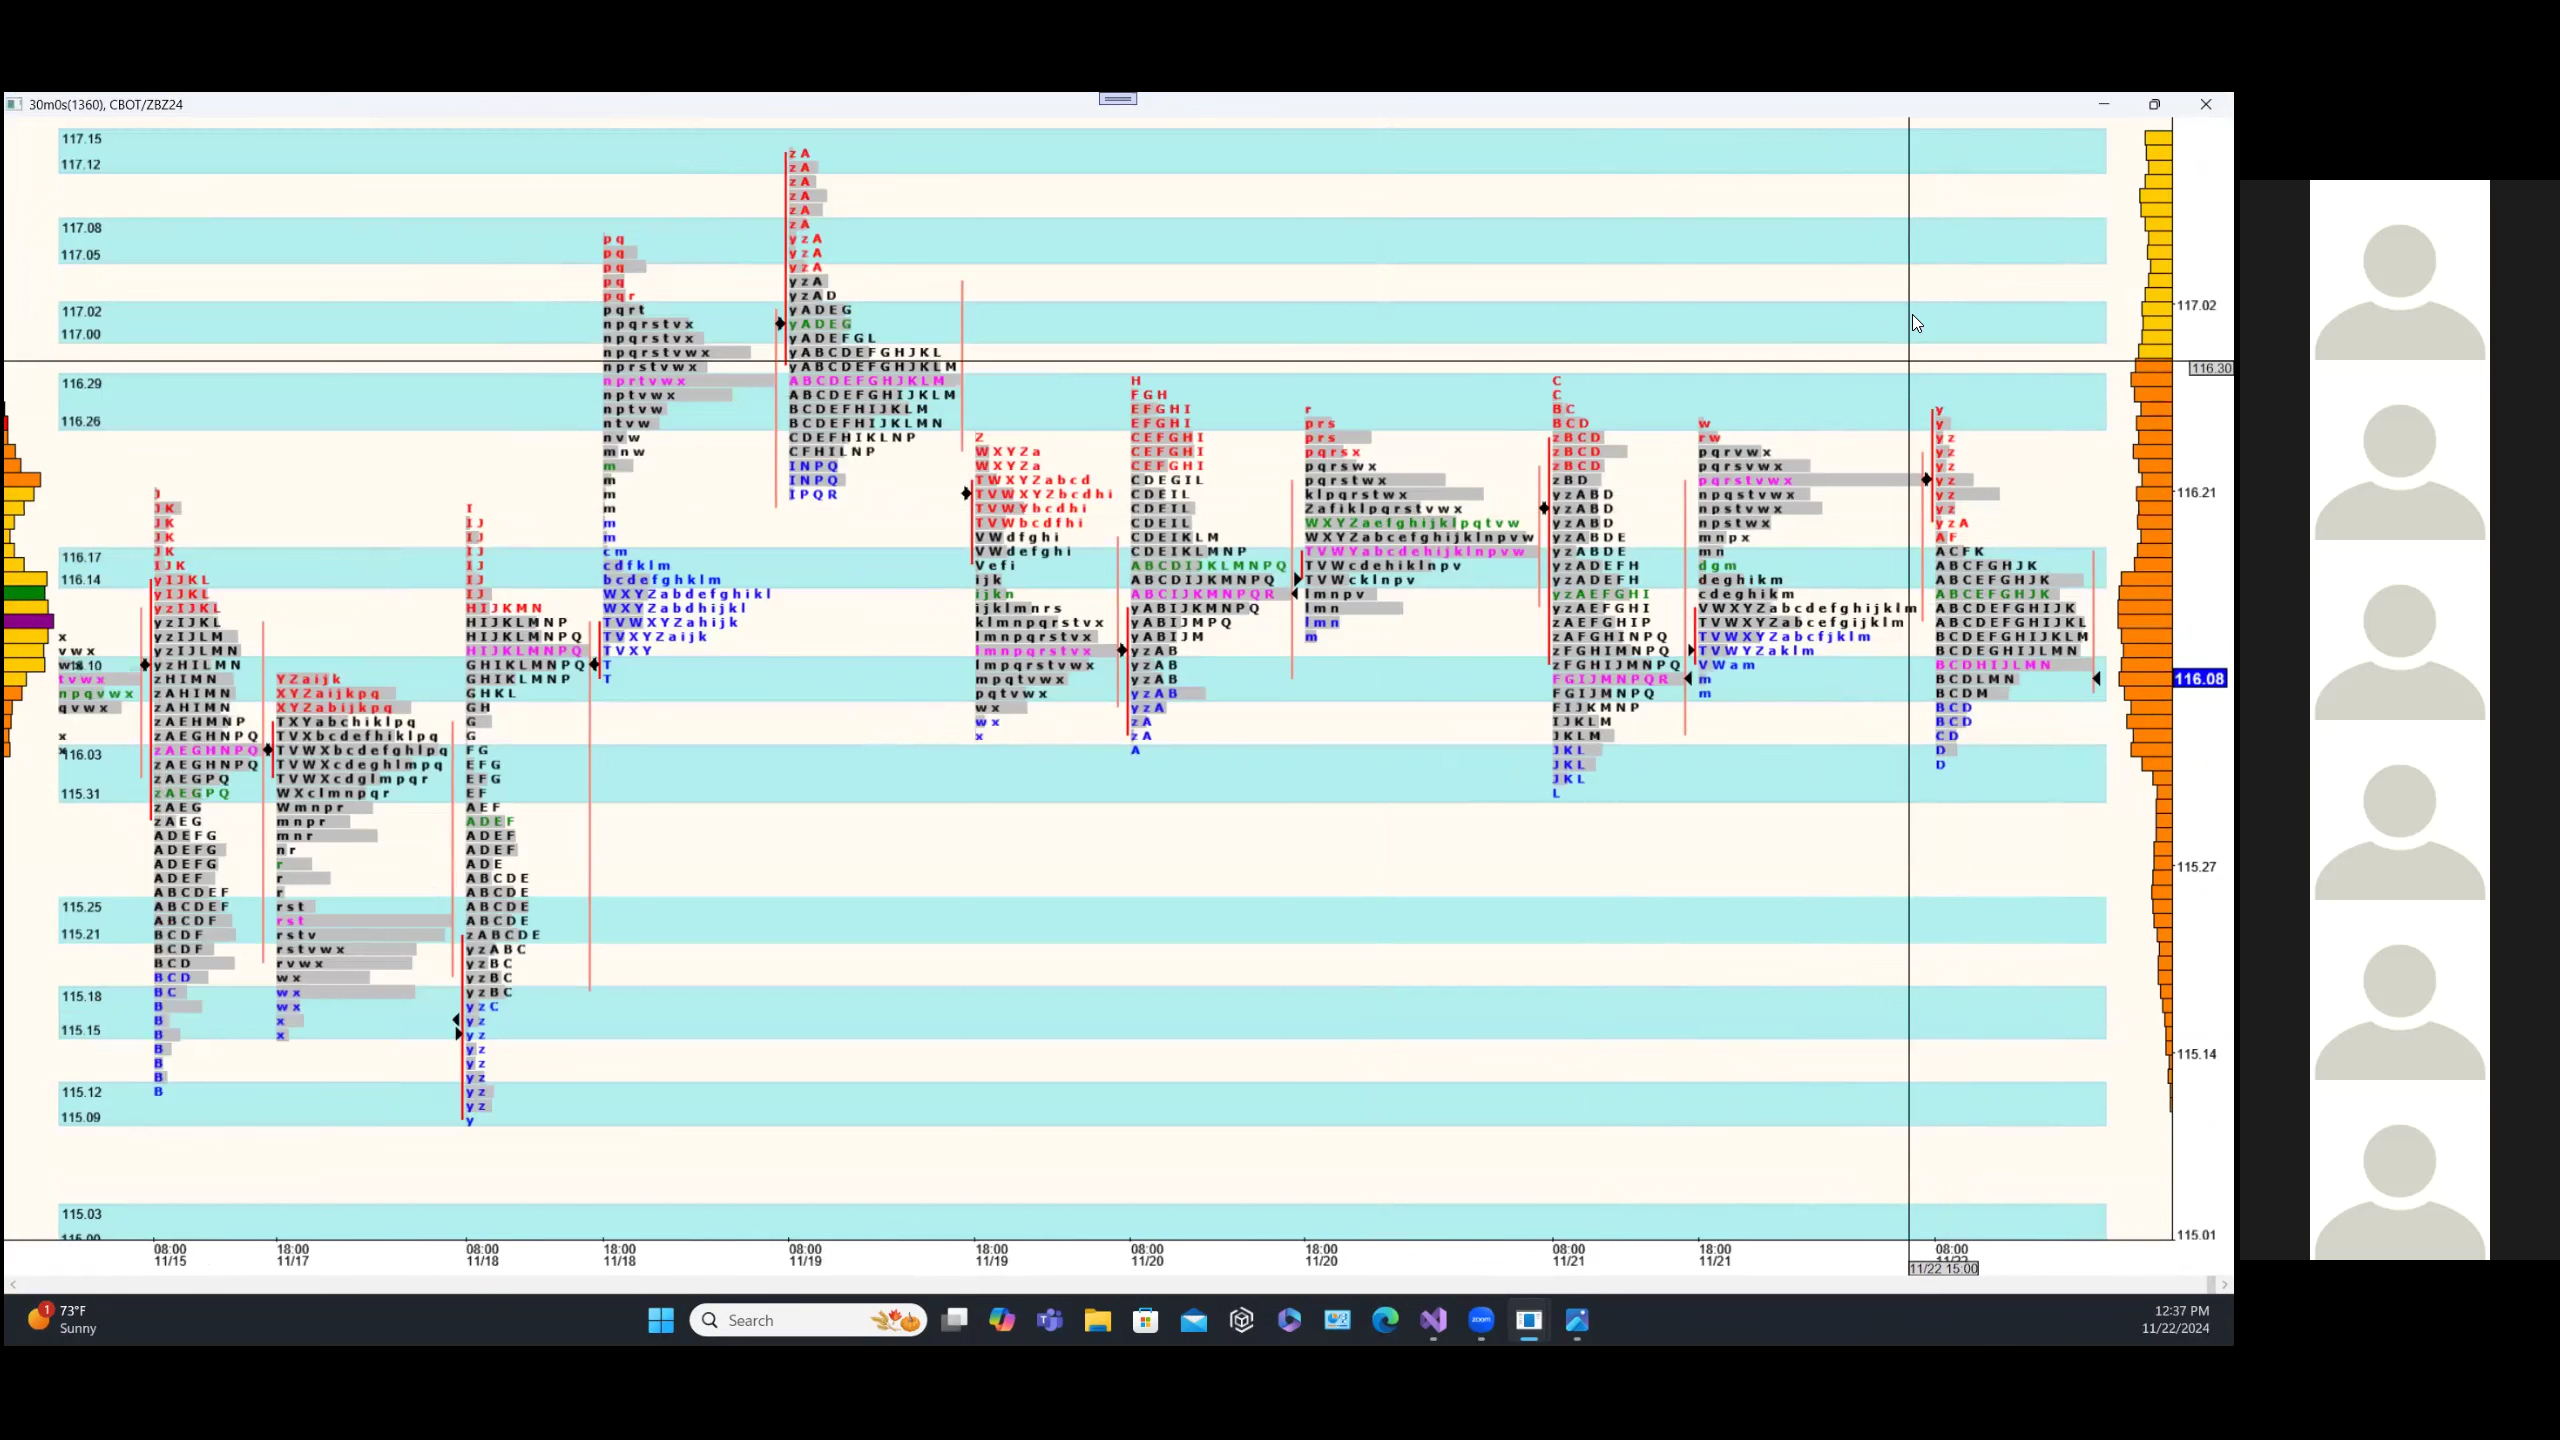 30m0s(1360), CBOT/ZBZ24
117.15
117.12
117.08
117.05
117.02
117.00
116.29
116.26
116.17
116.14
116.10
116.03
115.31
115.25
115.21
115.18
115.15
115.12
115.09
115.03
117.02
116.30
116.21
116.08
115.27
115.14
115.01
x
v w x
t v w x
n p q v w x
q v w x
x
J
J K
J K
J K
J K
I J K
y I J K L
y I J K L
y z I J K L
y z I J K L
y z I J L M
y z I J L M N
y z H I L M N
z H I M N
z A H I M N
z A H I M N
z A E H M N P
z A E G H N P Q
z A E G H N P Q
z A E G H N P Q
z A E G P Q
z A E G P Q
z A E G
z A E G
A D E F G
A D E F G
A D E F G
A D E F
A B C D E F
A B C D E F
A B C D F
B C D F
B C D F
B C D
B C D
B C
B
B
B
B
B
B
B
Y Z a i j k
X Y Z a i j k p q
X Y Z a b i j k p q
T X Y a b c h i k l p q
T V X b c d e f h i k l p q
T V W X b c d e f g h l p q
T V W X c d e g h l m p q
T V W X c d g l m p q r
W X c l m n p q r
W m n p r
m n p r
m n r
n r
r
r
r
r s t
r s t
r s t v
r s t v w x
r v w x
w x
w x
w x
x
x
I
I J
I J
I J
I J
I J
I J
H I J K M N
H I J K L M N P
H I J K L M N P Q
H I J K L M N P Q
G H I K L M N P Q
G H I K L M N P
G H K L
G H
G
G
F G
E F G
E F G
E F
A E F
A D E F
A D E F
A D E F
A D E
A B C D E
A B C D E
A B C D E
A B C D E
z A B C D E
y z A B C
y z B C
y z B C
y z B C
y z C
y z
y z
y z
y z
y z
y z
y z
y
p q
p q
p q
p q
p q r
p q r t
n p q r s t v x
n p q r s t v x
n p q r s t v w x
n p r s t v w x
n p r t v w x
n p t v w x
n p t v w
n t v w
n v w
m n w
m
m
m
m
m
m
c m
c d f k l m
b c d e f g h k l m
W X Y Z a b d e f g h i k l
W X Y Z a b d h i j k l
T V W X Y Z a h i j k
T V X Y Z a i j k
T V X Y
T
T
z A
z A
z A
z A
z A
z A
y z A
y z A
y z A
y z A
y z A D
y A D E G
y A D E G
y A D E F G L
y A B C D E F G H J K L
y A B C D E F G H J K L M
A B C D E F G H J K L M
A B C D E F G H I J K L M
B C D E F H I J K L M
B C D E F H I J K L M N
C D E F H I K L N P
C F H I L N P
I N P Q
I N P Q
I P Q R
Z
W X Y Z a
W X Y Z a
T W X Y Z a b c d
T V W X Y Z b c d h i
T V W Y b c d h i
T V W b c d f h i
V W d f g h i
V W d e f g h i
V e f i
i j k
i j k n
i j k l m n r s
k l m n p q r s t v x
l m n p q r s t v x
l m n p q r s t v x
l m p q r s t v w x
m p q t v w x
p q t v w x
w x
w x
x
H
F G H
E F G H I
E F G H I
C E F G H I
C E F G H I
C E F G H I
C D E G I L
C D E I L
C D E I L
C D E I L
C D E I K L M
C D E I K L M N P
A B C D I J K L M N P Q
A B C D I J K M N P Q
A B C I J K M N P Q R
y A B I J K M N P Q
y A B I J M P Q
y A B I J M
y z A B
y z A B
y z A B
y z A B
y z A
z A
z A
A
r
p r s
p r s
p q r s x
p q r s w x
p q r s t w x
k l p q r s t w x
Z a f i k l p q r s t v w x
W X Y Z a e f g h i j k l p q t v w
W X Y Z a b c e f g h i j k l n p v w
T V W Y a b c d e h i j k l n p v w
T V W c d e h i k l n p v
T V W c k l n p v
l m n p v
l m n
l m n
m
C
C
B C
B C D
z B C D
z B C D
z B C D
z B D
y z A B D
y z A B D
y z A B D
y z A B D E
y z A B D E
y z A D E F H
y z A D E F H
y z A E F G H I
y z A E F G H I
z A E F G H I P
z A F G H I N P Q
z F G H I M N P Q
z F G H I J M N P Q
F G I J M N P Q R
F G I J M N P Q
F I J K M N P
I J K L M
J K L M
J K L
J K L
J K L
L
w
r w
p q r v w x
p q r s v w x
p q r s t v w x
n p q s t v w x
n p s t v w x
n p s t w x
m n p x
m n
d g m
d e g h i k m
c d e g h i k m
V W X Y Z a b c d e f g h i j k l m
T V W X Y Z a b c e f g i j k l m
T V W X Y Z a b c f j k l m
T V W Y Z a k l m
V W a m
m
m
y
y
y z
y z
y z
y z
y z
y z
y z A
A F
A C F K
A B C F G H J K
A B C E F G H J K
A B C E F G H J K
A B C D E F G H I J K
A B C D E F G H I J K L
B C D E F G H I J K L M
B C D E G H I J L M N
B C D H I J L M N
B C D L M N
B C D M
B C D
B C D
C D
D
D
08:00
11/15
18:00
11/17
08:00
11/18
18:00
11/18
08:00
11/19
18:00
11/19
08:00
11/20
18:00
11/20
08:00
11/21
18:00
11/21
08:00
11/22 15:00
1
73°F
Sunny
Search
zoom
12:37 PM
11/22/2024